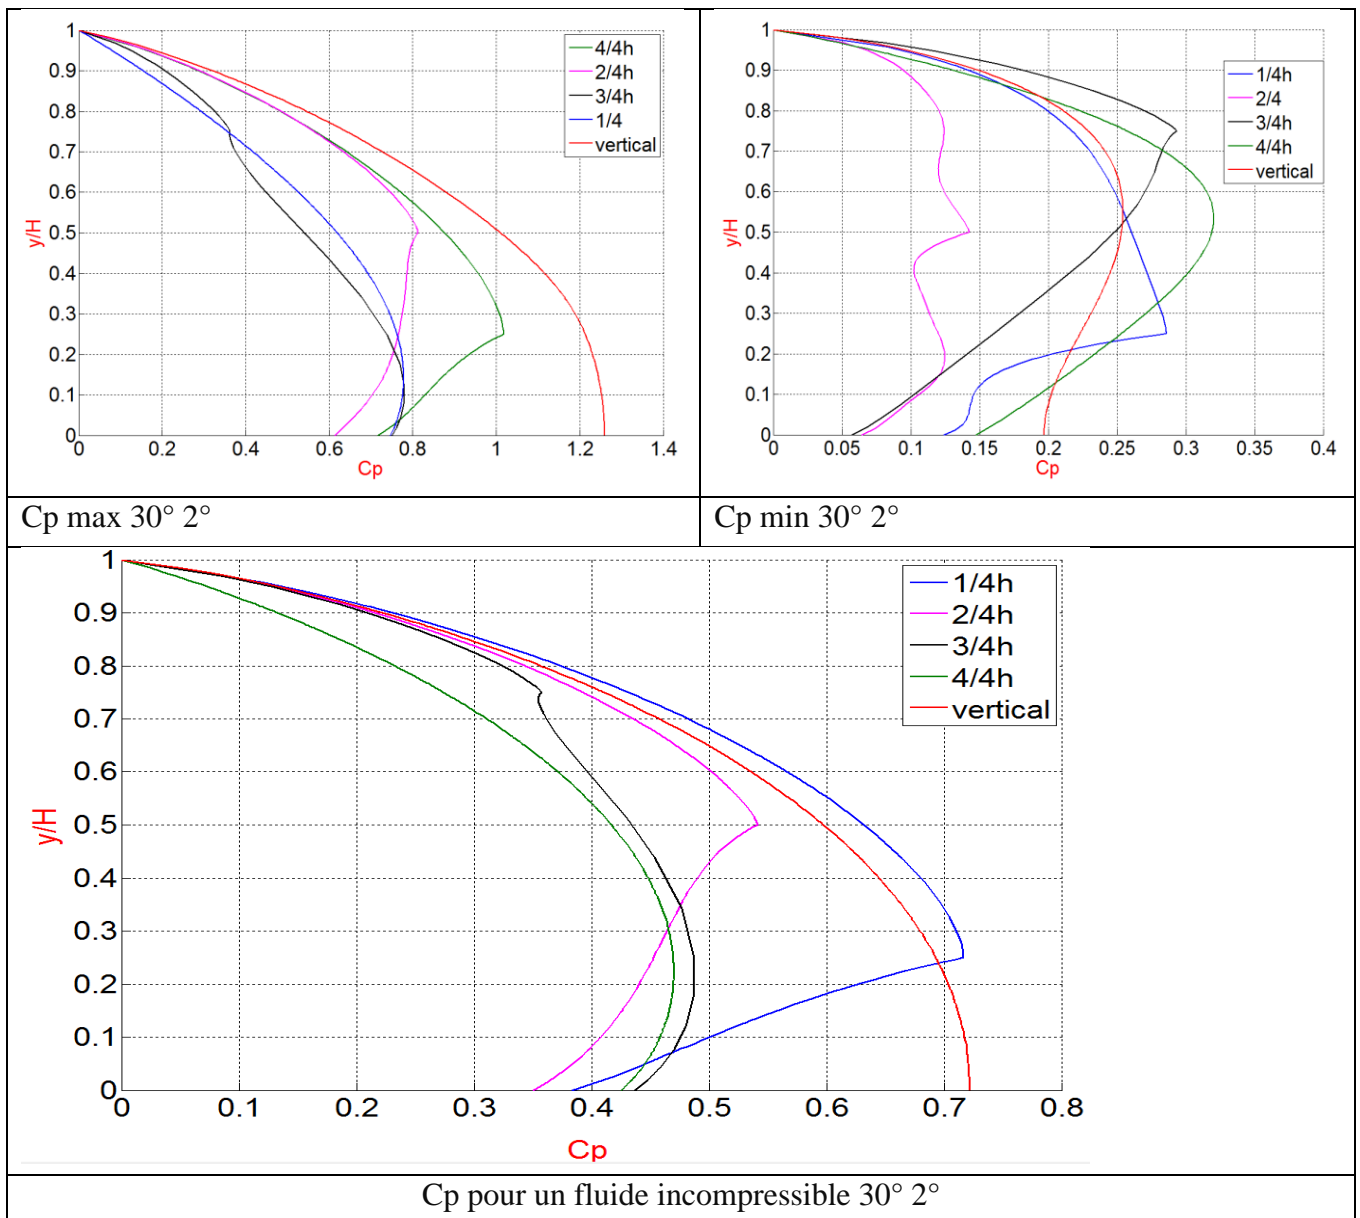 1
0.9
0.8
0.7
0.6
0.5
0.4
0.3
0.2
0.1
0
y/H
0 0.2 0.4 0.6 0.8 1 1.2 1.4
Cp
4/4h
2/4h
3/4h
1/4
vertical
1
0.9
0.8
0.7
0.6
0.5
0.4
0.3
0.2
0.1
0
y/H
0 0.05 0.1 0.15 0.2 0.25 0.3 0.35 0.4
Cp
1/4h
2/4
3/4h
4/4h
vertical
Cp max 30° 2°
Cp min 30° 2°
1
0.9
0.8
0.7
0.6
0.5
0.4
0.3
0.2
0.1
0
y/H
0 0.1 0.2 0.3 0.4 0.5 0.6 0.7 0.8
Cp
1/4h
2/4h
3/4h
4/4h
vertical
Cp pour un fluide incompressible 30° 2°